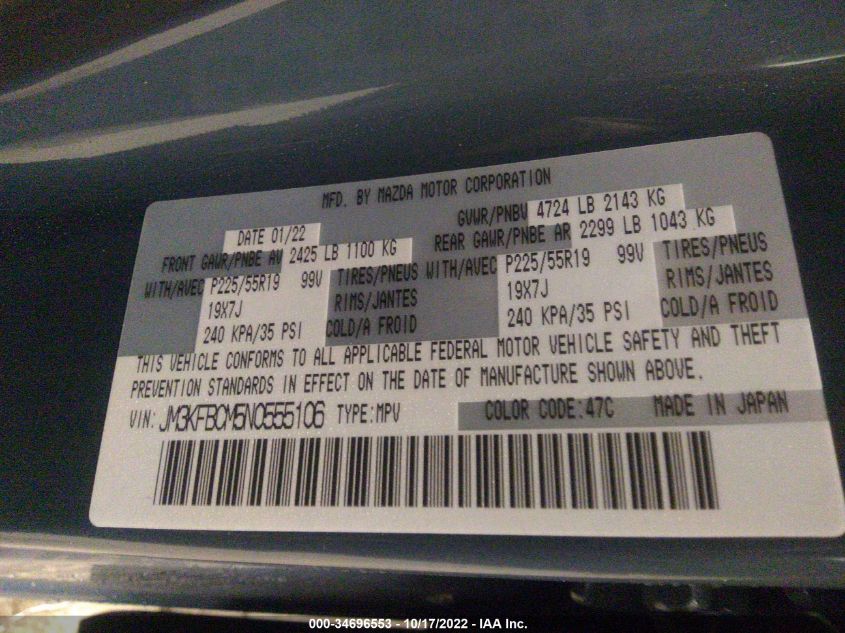 MFD. BY MAZDA MOTOR CORPORATION
DATE 01/22 GVWR/PNBV 4724 LB 2143 KG
FRONT GAWR/PNBE AV 2425 LB 1100 KG REAR GAWR/PNBE AR 2299 LB 1043 KG
WITH/AVEC P225/55R19 99V TIRES/PNEUS WITH/AVEC P225/55R19 99V TIRES/PNEUS
19X7J RIMS/JANTES 19X7J RIMS/JANTES
240 KPA/35 PSI COLD/A FROID 240 KPA/35 PSI COLD/A FROID
THIS VEHICLE CONFORMS TO ALL APPLICABLE FEDERAL MOTOR VEHICLE SAFETY AND THEFT
PREVENTION STANDARDS IN EFFECT ON THE DATE OF MANUFACTURE SHOWN ABOVE.
VIN: JM3KFBCM5N0555106 TYPE:MPV COLOR CODE:47C MADE IN JAPAN
000-34696553 - 10/17/2022 - IAA Inc.